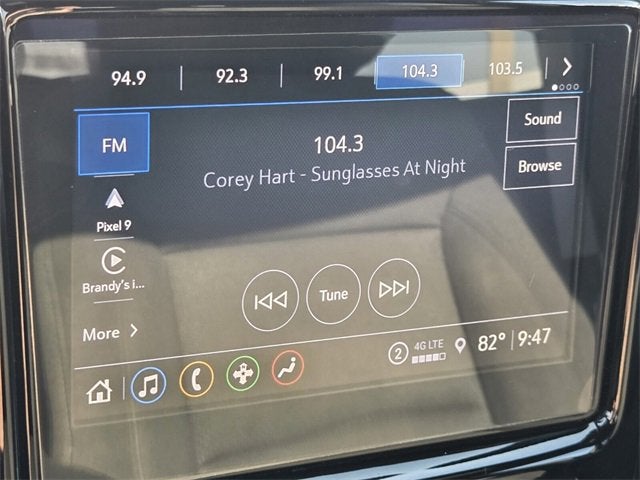 94.9 92.3 99.1 104.3 103.5
FM
104.3
Sound
Corey Hart - Sunglasses At Night
Browse
Pixel 9
Brandy's i...
Tune
More
2 4G LTE 82° 9:47